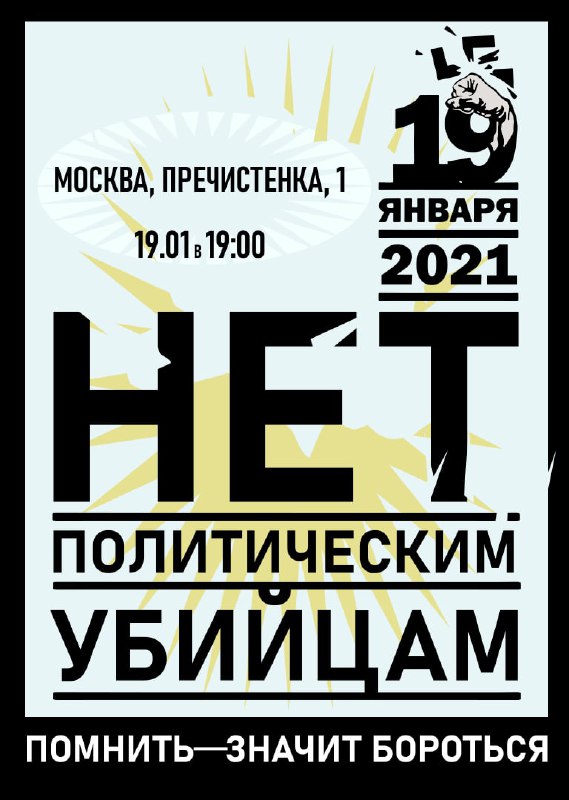 МОСКВА, ПРЕЧИСТЕНКА, 1
19.01 в 19:00
19
ЯНВАРЯ
2021
НЕТ
ПОЛИТИЧЕСКИМ
УБИЙЦАМ
ПОМНИТЬ—ЗНАЧИТ БОРОТЬСЯ